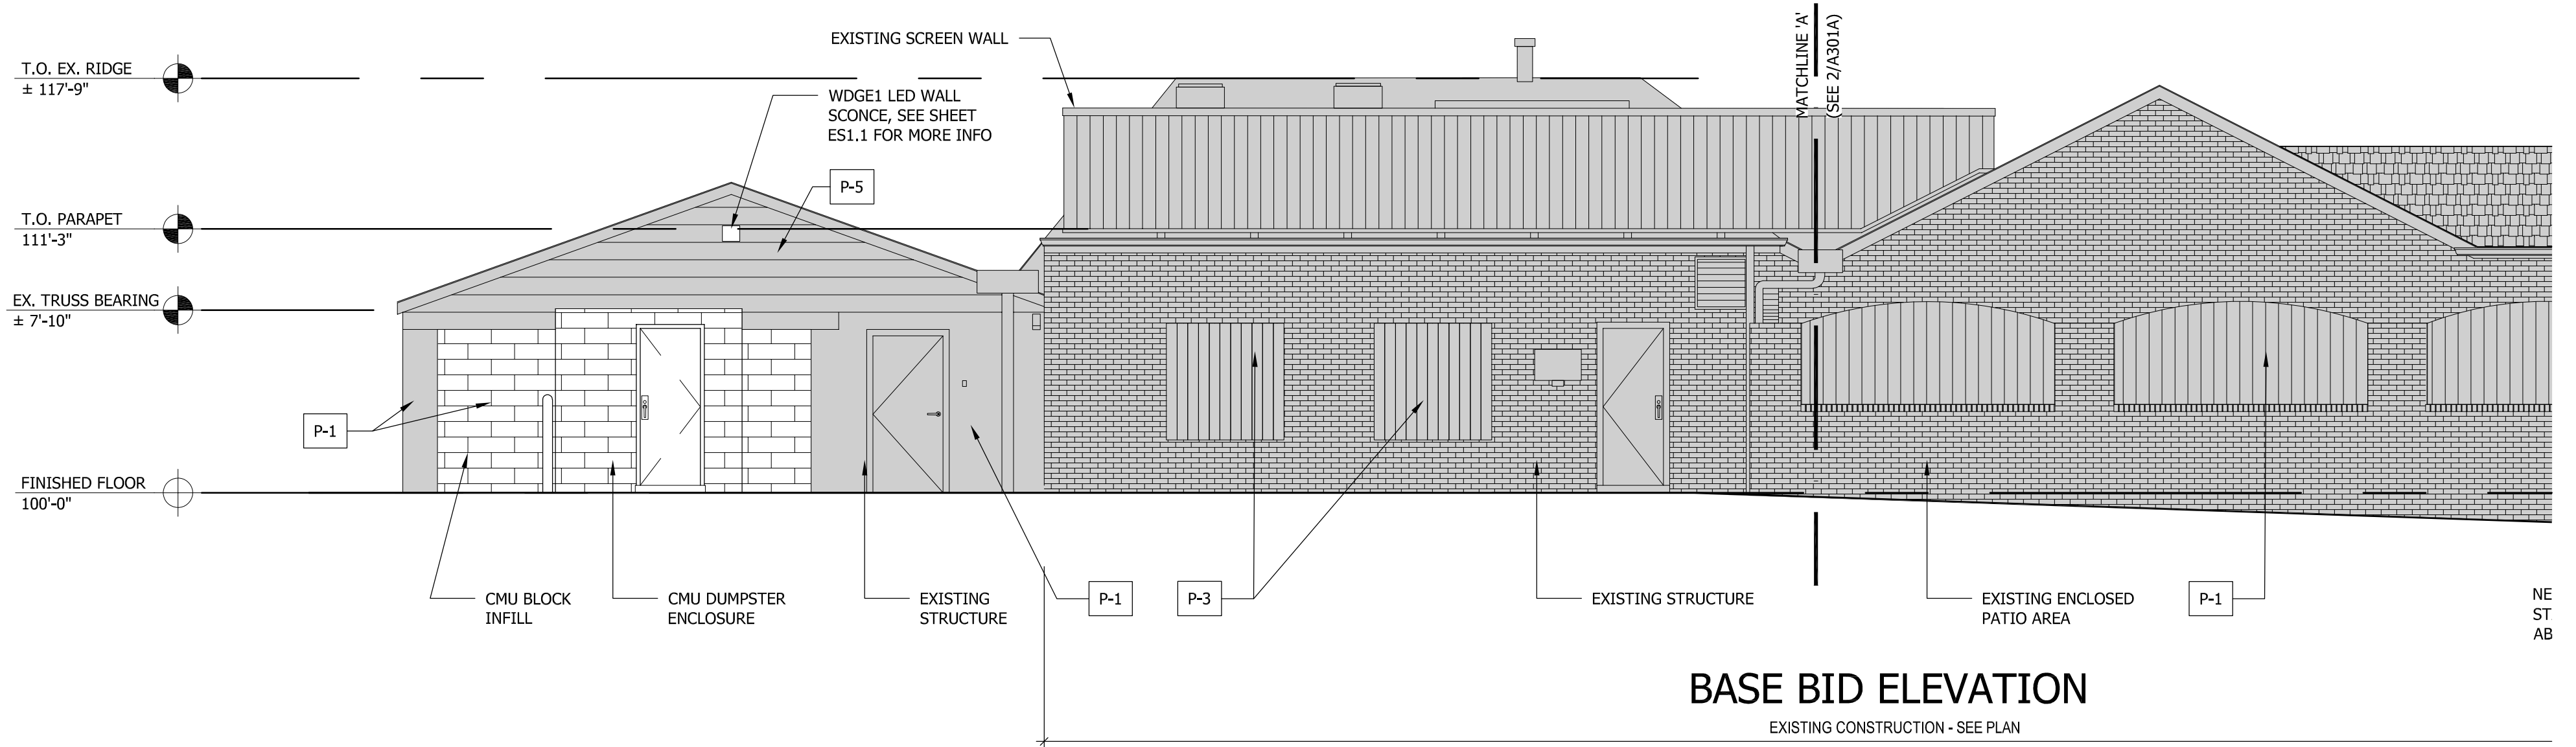 EXISTING SCREEN WALL
MATCHLINE 'A'
(SEE 2/A301A)
T.O. EX. RIDGE
± 117'-9"
WDGE1 LED WALL
SCONCE, SEE SHEET
ES1.1 FOR MORE INFO
P-5
T.O. PARAPET
111'-3"
EX. TRUSS BEARING
± 7'-10"
P-1
FINISHED FLOOR
100'-0"
CMU BLOCK
INFILL
CMU DUMPSTER
ENCLOSURE
EXISTING
STRUCTURE
P-1
P-3
EXISTING STRUCTURE
EXISTING ENCLOSED
PATIO AREA
P-1
NE
ST
AB
BASE BID ELEVATION
EXISTING CONSTRUCTION - SEE PLAN